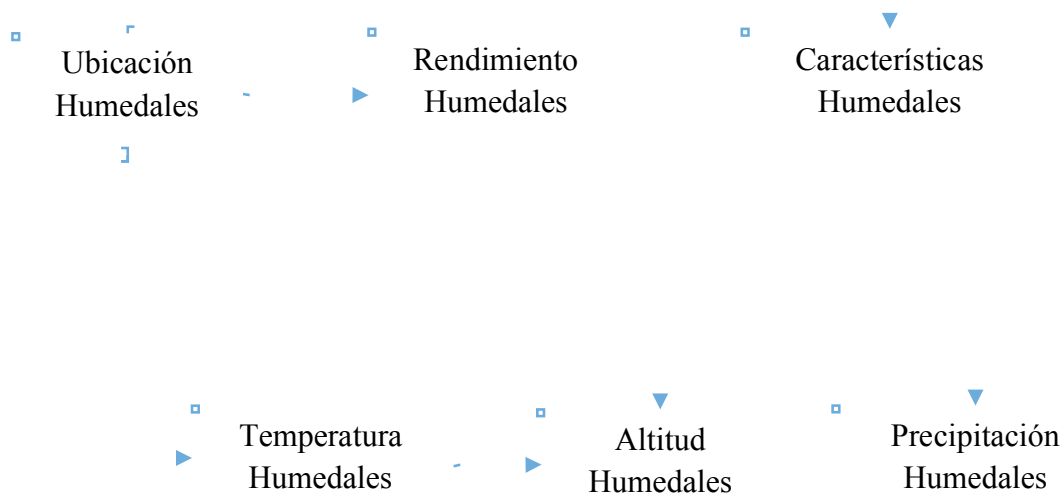 Ubicación
Humedales
Rendimiento
Humedales
Características
Humedales
Temperatura
Humedales
Altitud
Humedales
Precipitación
Humedales